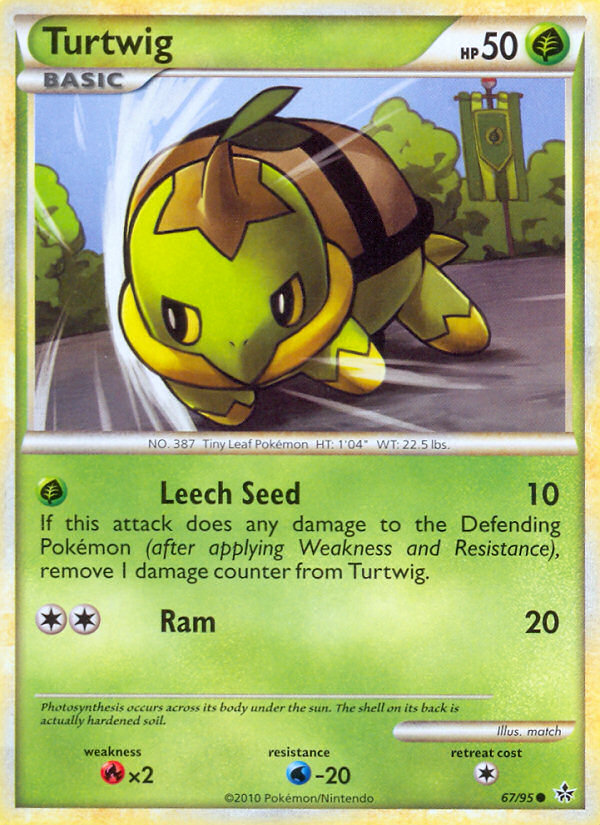 Turtwig
HP 50
BASIC
NO. 387 Tiny Leaf Pokémon HT: 1'04" WT: 22.5 lbs.
Leech Seed 10
If this attack does any damage to the Defending
Pokémon (after applying Weakness and Resistance),
remove 1 damage counter from Turtwig.
Ram 20
Photosynthesis occurs across its body under the sun. The shell on its back is
actually hardened soil.
Illus. match
weakness resistance retreat cost
×2 -20
©2010 Pokémon/Nintendo 67/95